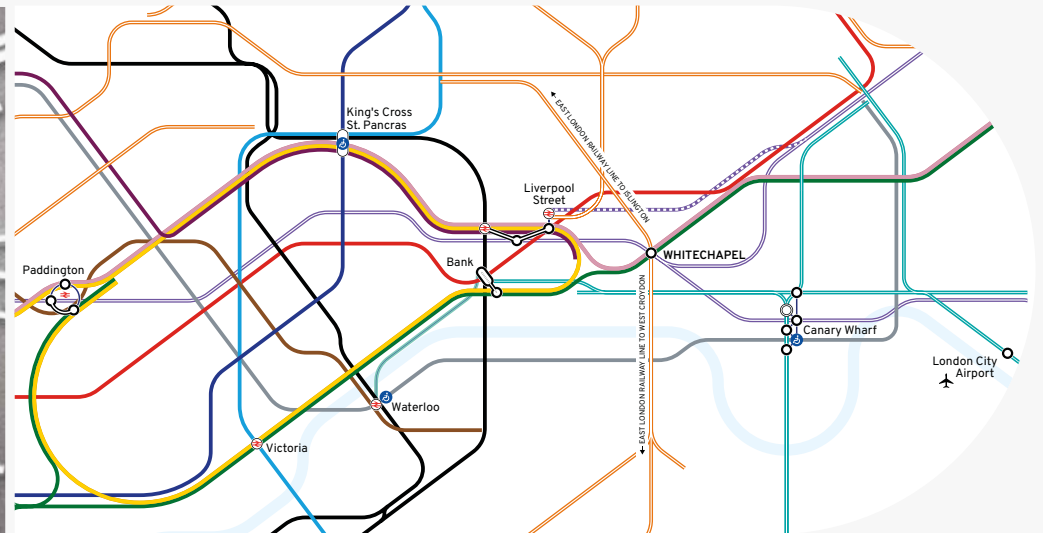 King's Cross
St. Pancras
← EAST LONDON RAILWAY LINE TO ISLINGTON
Liverpool
Street
WHITECHAPEL
Bank
Paddington
← EAST LONDON RAILWAY LINE TO WEST CROYDON
Canary Wharf
London City
Airport
Waterloo
Victoria